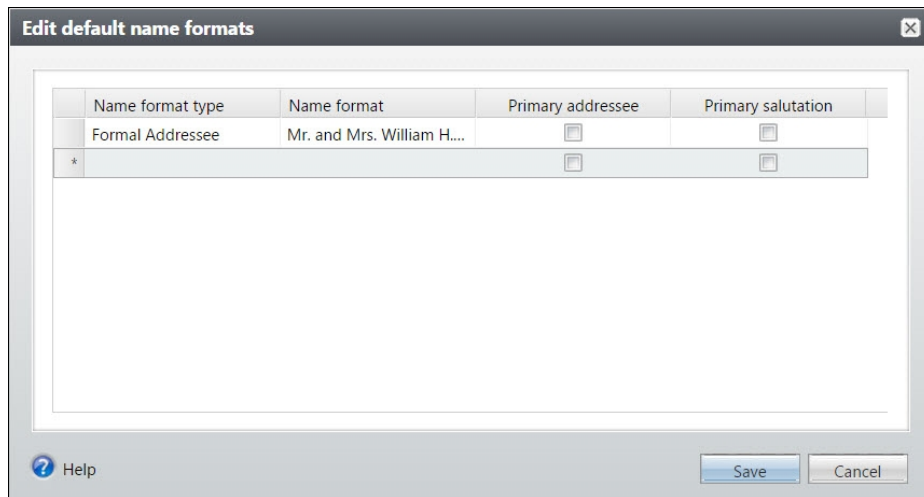 Edit default name formats
Name format type Name format Primary addressee Primary salutation
Formal Addressee Mr. and Mrs. William H....
*
Help Save Cancel